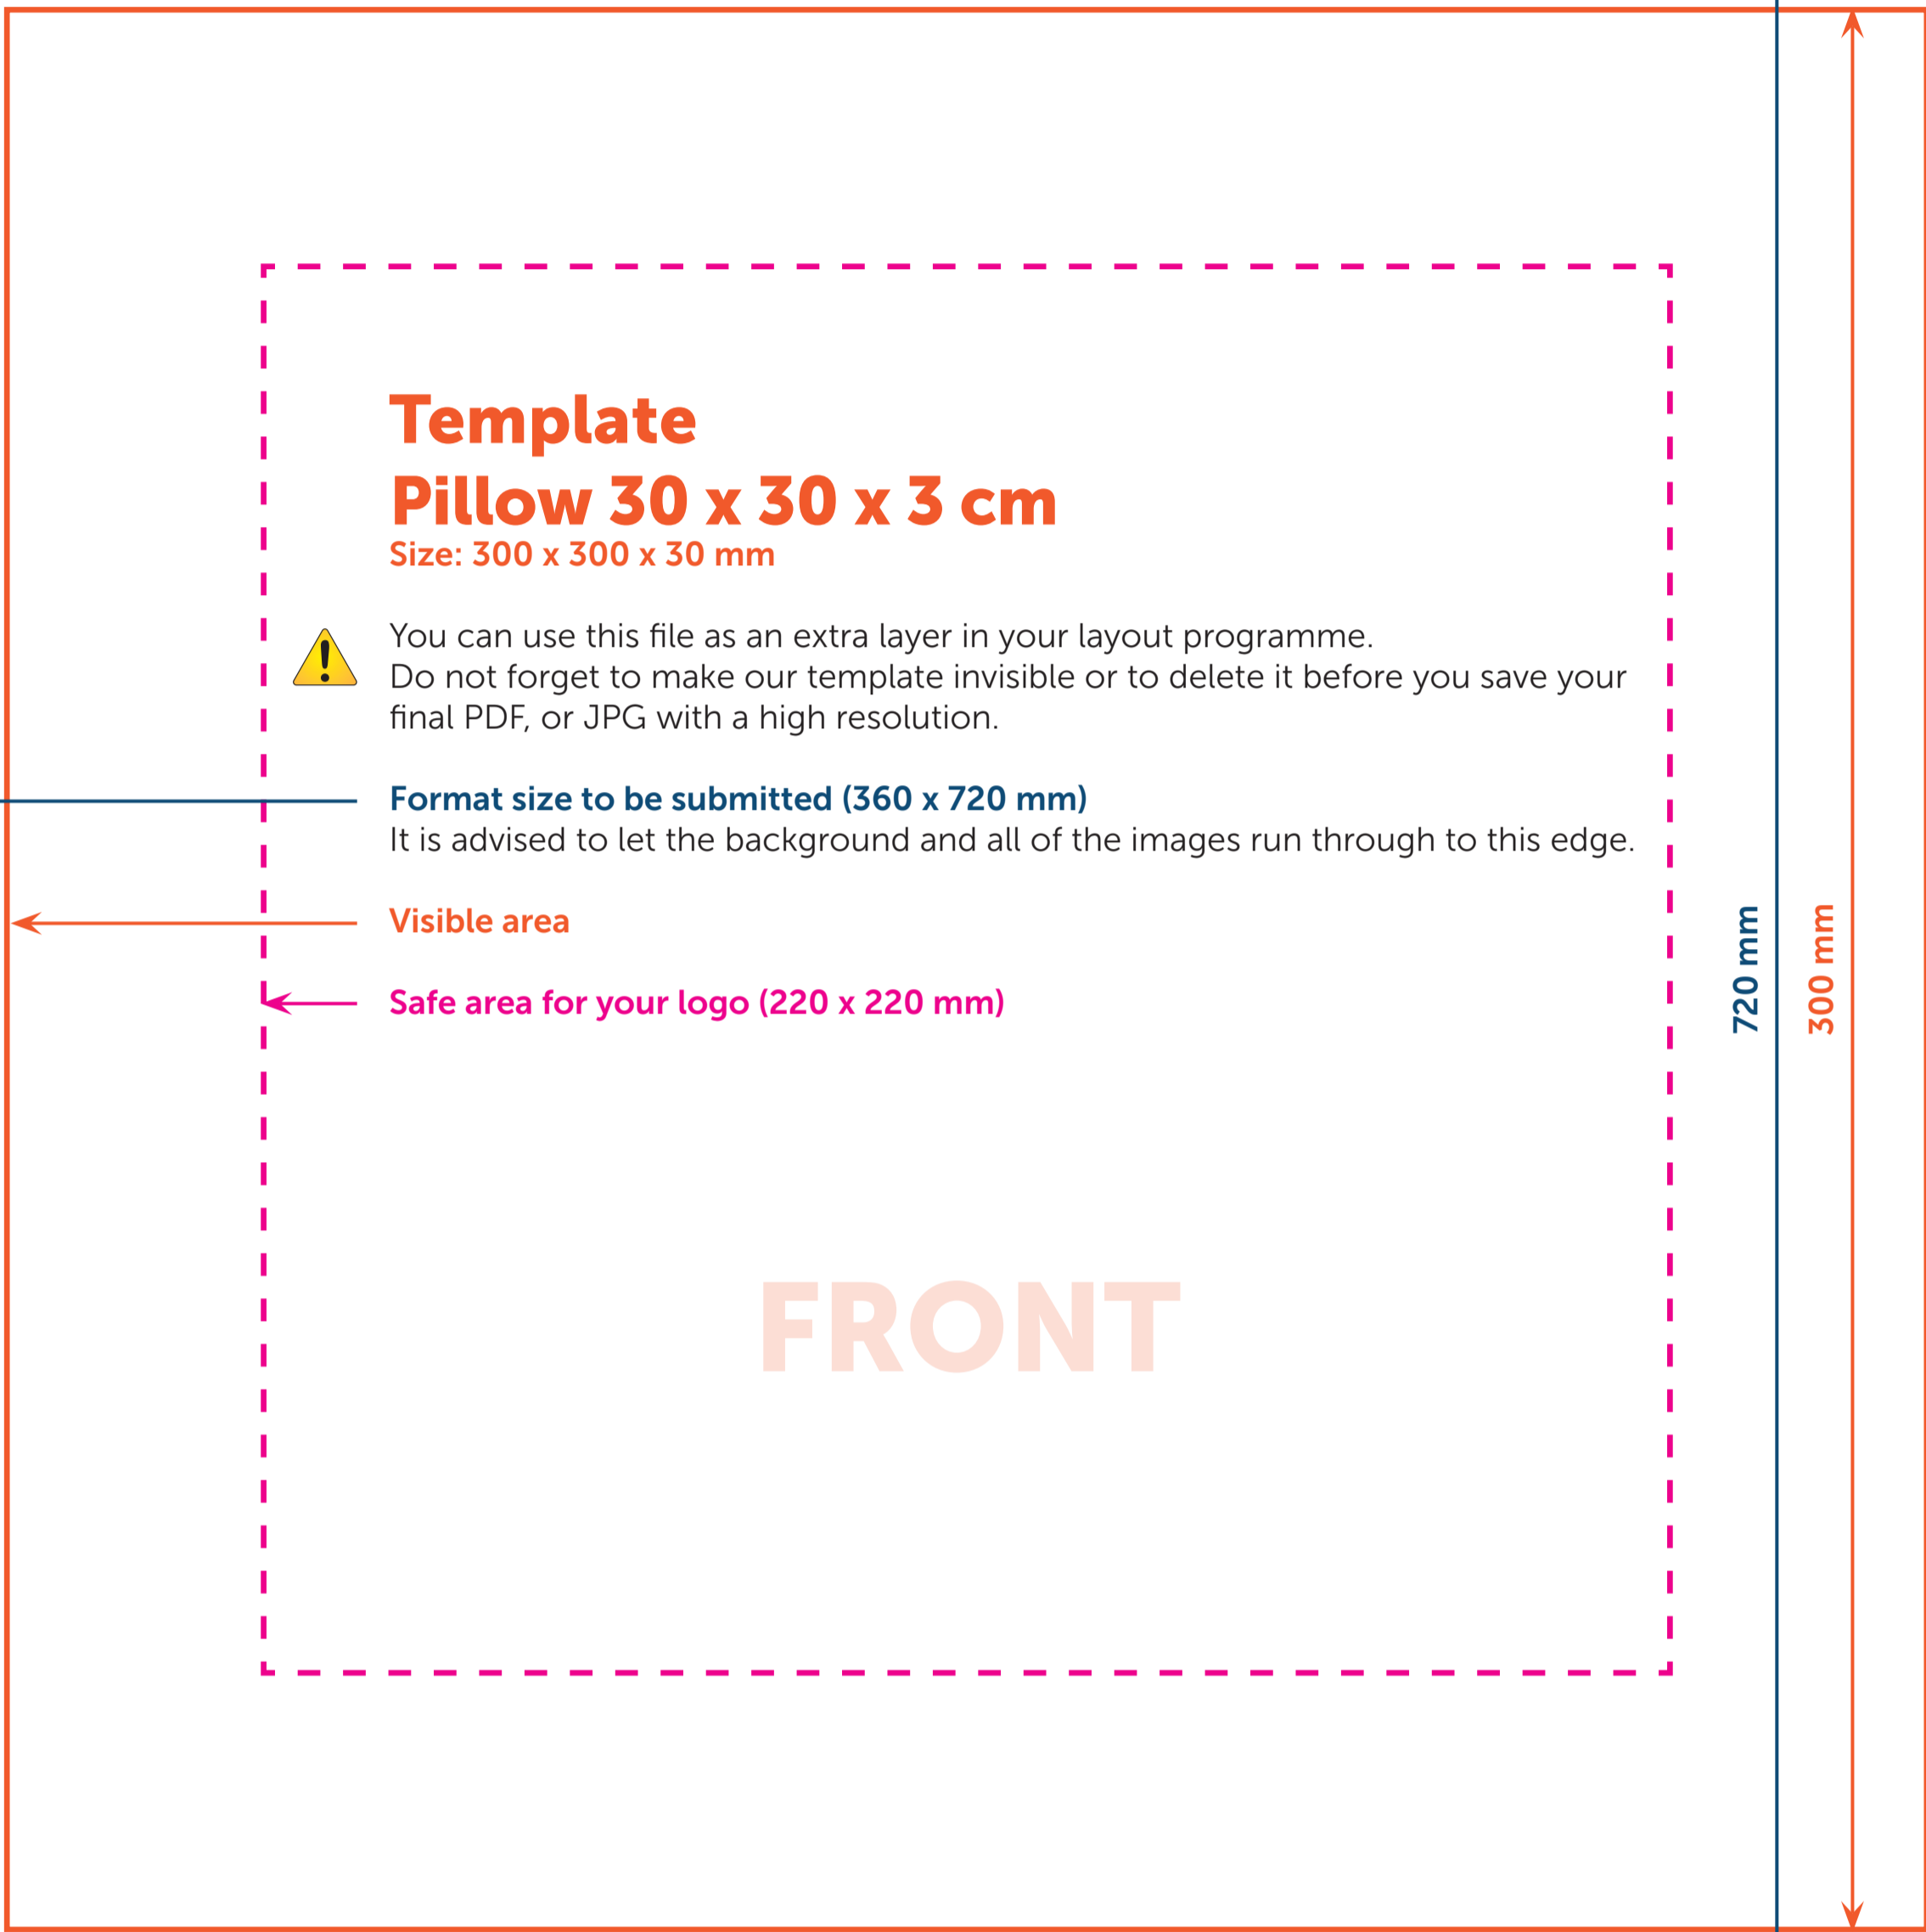 Template
Pillow 30 x 30 x 3 cm
Size: 300 x 300 x 30 mm
You can use this file as an extra layer in your layout programme.
Do not forget to make our template invisible or to delete it before you save your
final PDF, or JPG with a high resolution.
Format size to be submitted (360 x 720 mm)
It is advised to let the background and all of the images run through to this edge.
Visible area
Safe area for your logo (220 x 220 mm)
720 mm
300 mm
FRONT